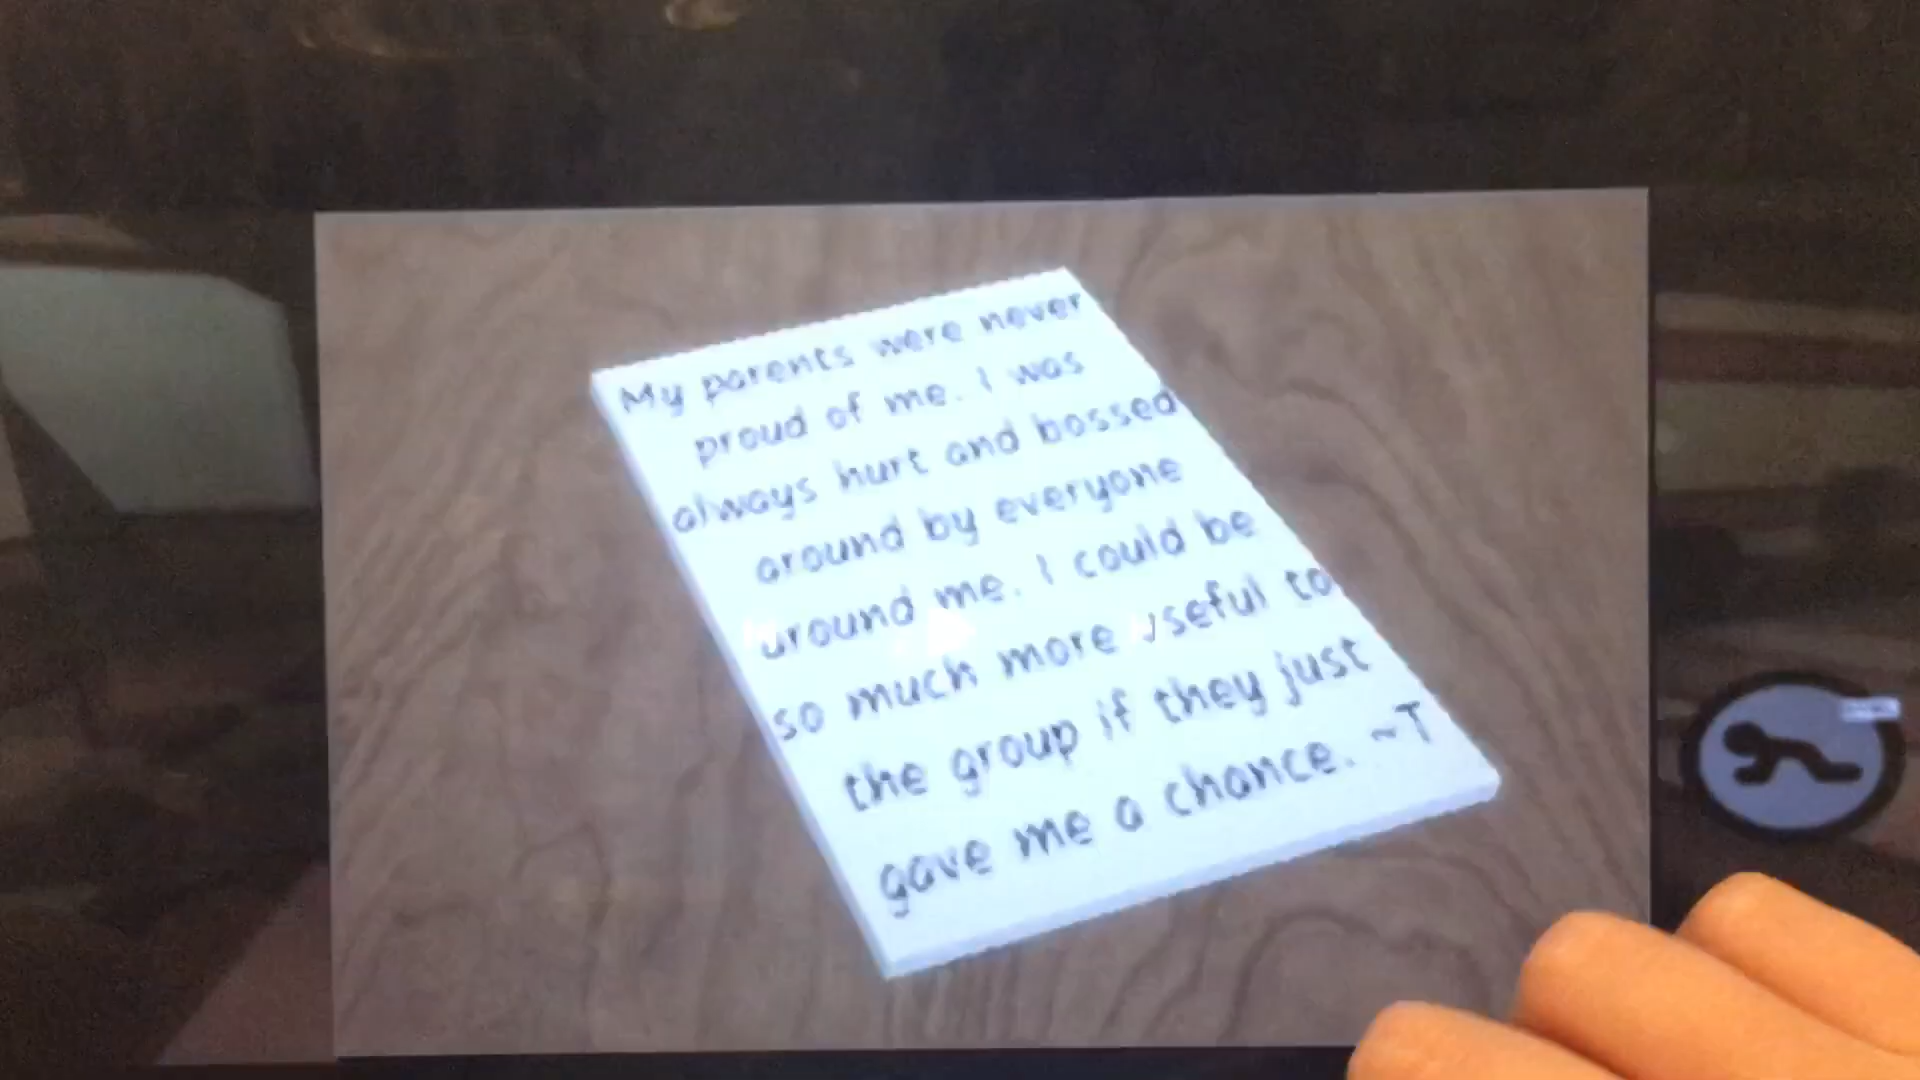 My parents were never
proud of me. I was
always hurt and bossed
around by everyone
around me. I could be
so much more useful to
the group if they just
gave me a chance. ~T